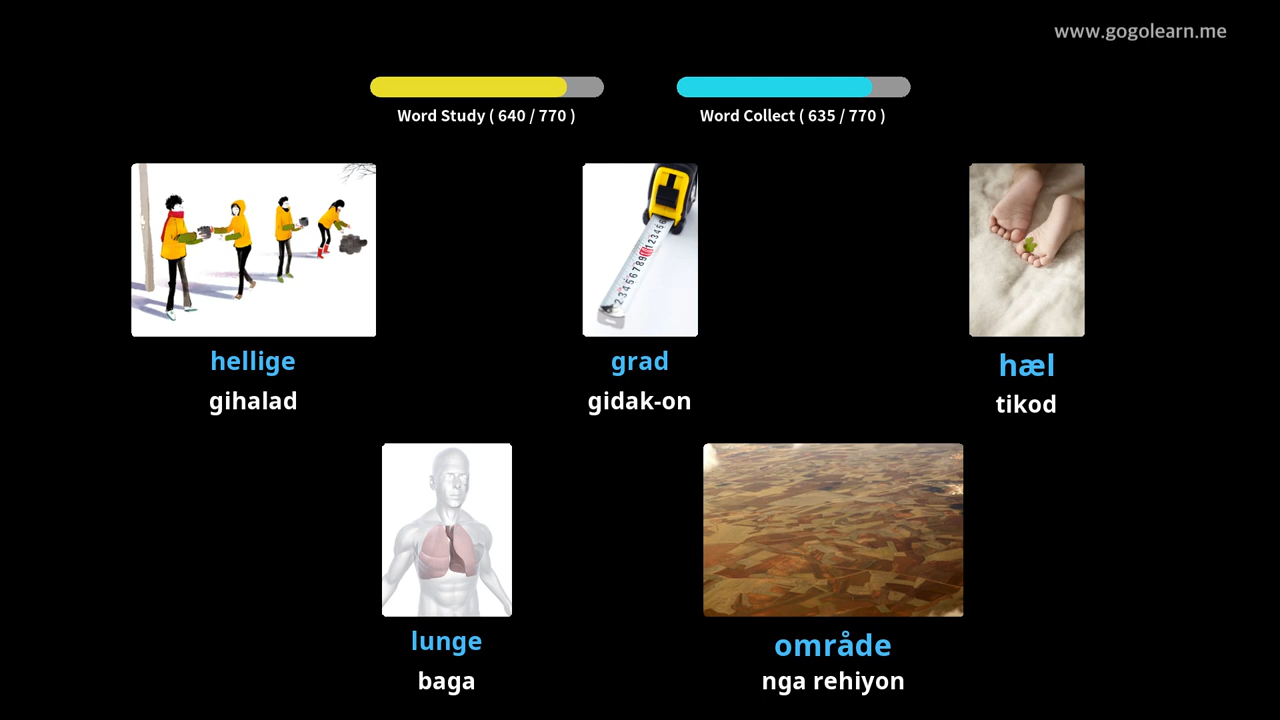 www.gogolearn.me
Word Study ( 640 / 770 )
Word Collect ( 635 / 770 )
hellige
gihalad
grad
gidak-on
hæl
tikod
lunge
baga
område
nga rehiyon